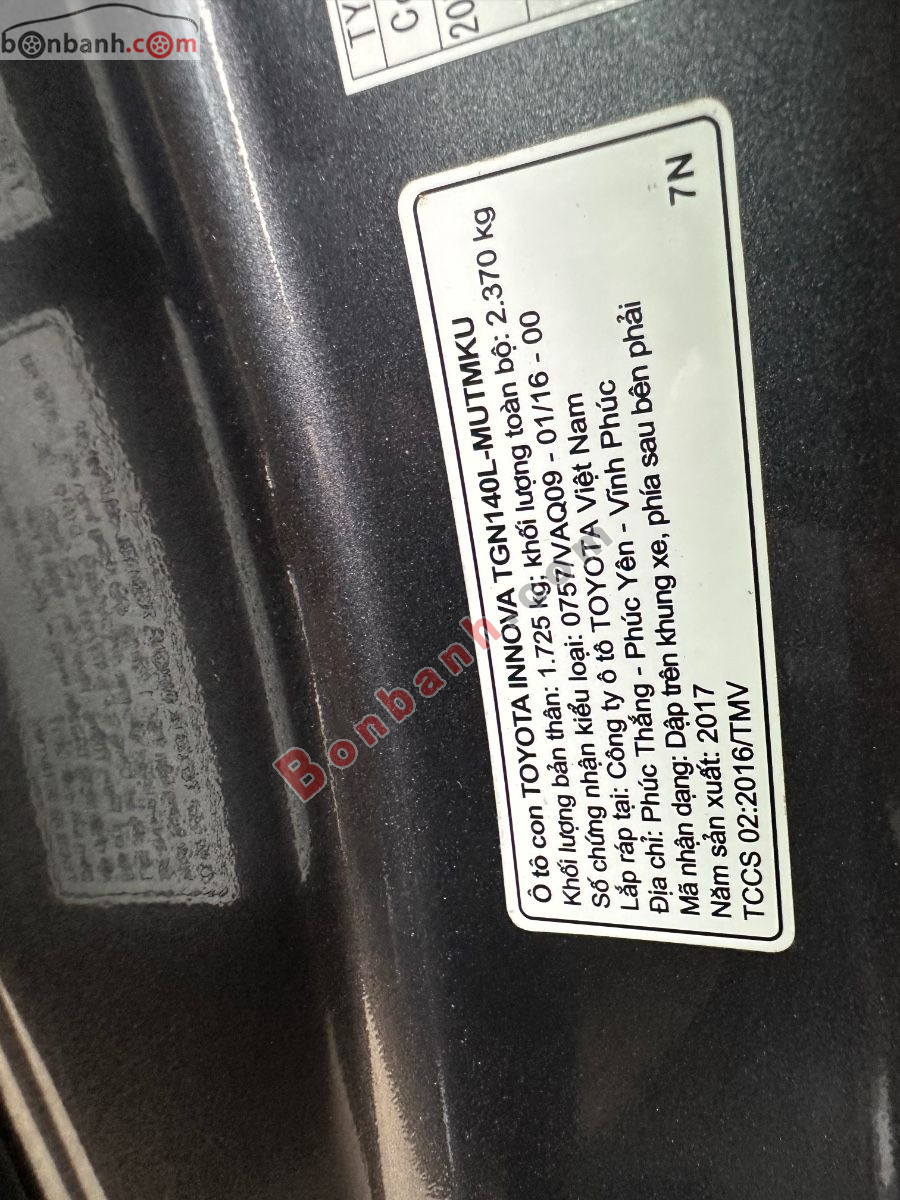 bonbanh.com
TY
20
Ô tô con TOYOTA INNOVA TGN140L-MUTMKU
Khối lượng bản thân: 1.725 kg; khối lượng toàn bộ: 2.370 kg
Số chứng nhận kiểu loại: 0757/VAQ09 - 01/16 - 00
Lắp ráp tại: Công ty ô tô TOYOTA Việt Nam
Địa chỉ: Phúc Thắng - Phúc Yên - Vĩnh Phúc
Mã nhận dạng: Dập trên khung xe, phía sau bên phải
Năm sản xuất: 2017
TCCS 02:2016/TMV
7N
Bonbanh.com